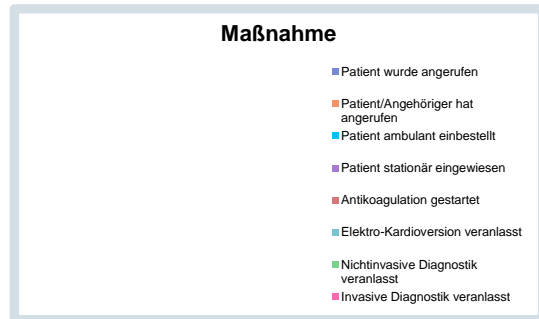 Maßnahme
Patient wurde angerufen
Patient/Angehöriger hat
angerufen
Patient ambulant einbestellt
Patient stationär eingewiesen
Antikoagulation gestartet
Elektro-Kardioversion veranlasst
Nichtinvasive Diagnostik
veranlasst
Invasive Diagnostik veranlasst